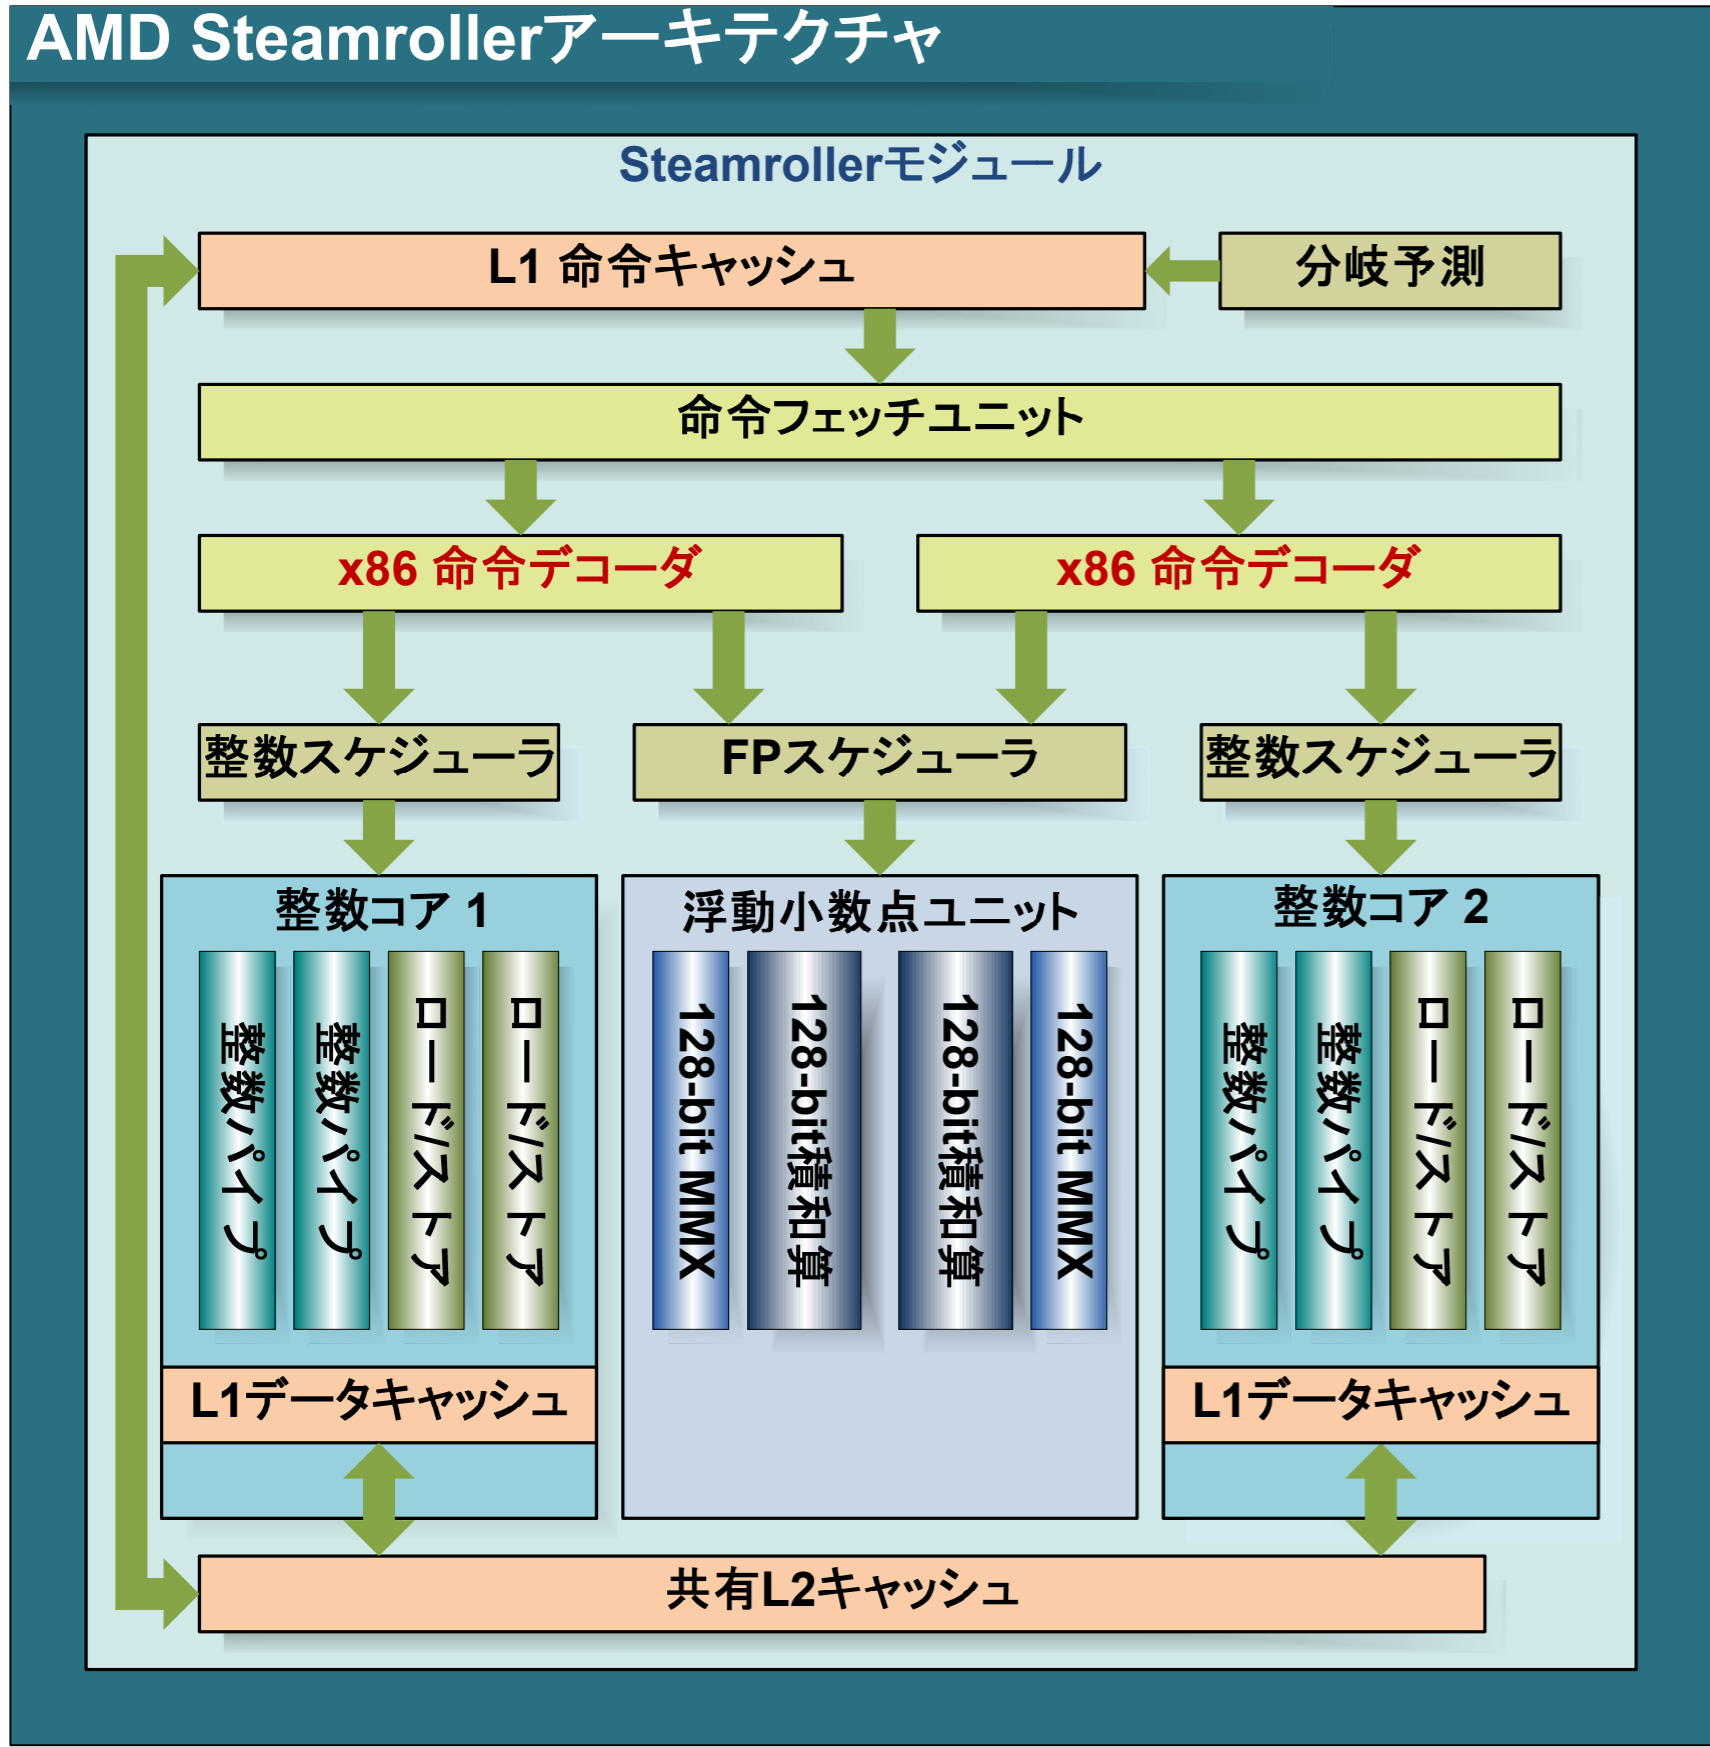 AMD Steamrollerアーキテクチャ
Steamrollerモジュール
L1 命令キャッシュ
分岐予測
命令フェッチユニット
x86 命令デコーダ
x86 命令デコーダ
整数スケジューラ
FPスケジューラ
整数スケジューラ
整数コア 1
浮動小数点ユニット
整数コア 2
整数パイプ
整数パイプ
ロード/ストア
ロード/ストア
128-bit MMX
128-bit積和算
128-bit積和算
128-bit MMX
整数パイプ
整数パイプ
ロード/ストア
ロード/ストア
L1データキャッシュ
L1データキャッシュ
共有L2キャッシュ